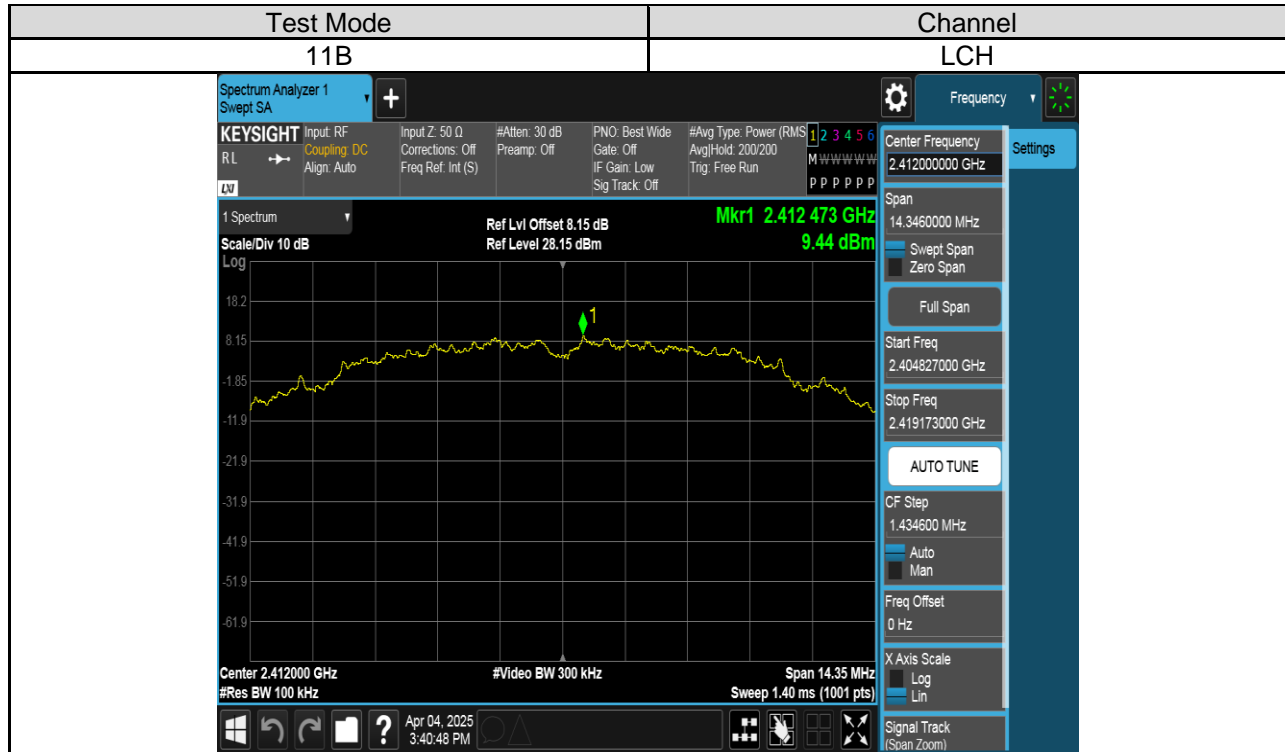 Test Mode Channel
11B LCH
Spectrum Analyzer 1
Swept SA
+
Frequency
KEYSIGHT Input: RF Input Z: 50 Ω #Atten: 30 dB PNO: Best Wide #Avg Type: Power (RMS 1 2 3 4 5 6
RL Coupling: DC Corrections: Off Preamp: Off Gate: Off Avg|Hold: 200/200 M W W W W W
Align: Auto Freq Ref: Int (S) IF Gain: Low Trig: Free Run
LXI Sig Track: Off P P P P P P
1 Spectrum
Ref Lvl Offset 8.15 dB
Mkr1 2.412 473 GHz
Scale/Div 10 dB
Ref Level 28.15 dBm
9.44 dBm
Log
1
18.2
8.15
-1.85
-11.9
-21.9
-31.9
-41.9
-51.9
-61.9
Center 2.412000 GHz #Video BW 300 kHz Span 14.35 MHz
#Res BW 100 kHz Sweep 1.40 ms (1001 pts)
?
Apr 04, 2025
3:40:48 PM
Center Frequency
2.412000000 GHz
Settings
Span
14.3460000 MHz
Swept Span
Zero Span
Full Span
Start Freq
2.404827000 GHz
Stop Freq
2.419173000 GHz
AUTO TUNE
CF Step
1.434600 MHz
Auto
Man
Freq Offset
0 Hz
X Axis Scale
Log
Lin
Signal Track
(Span Zoom)